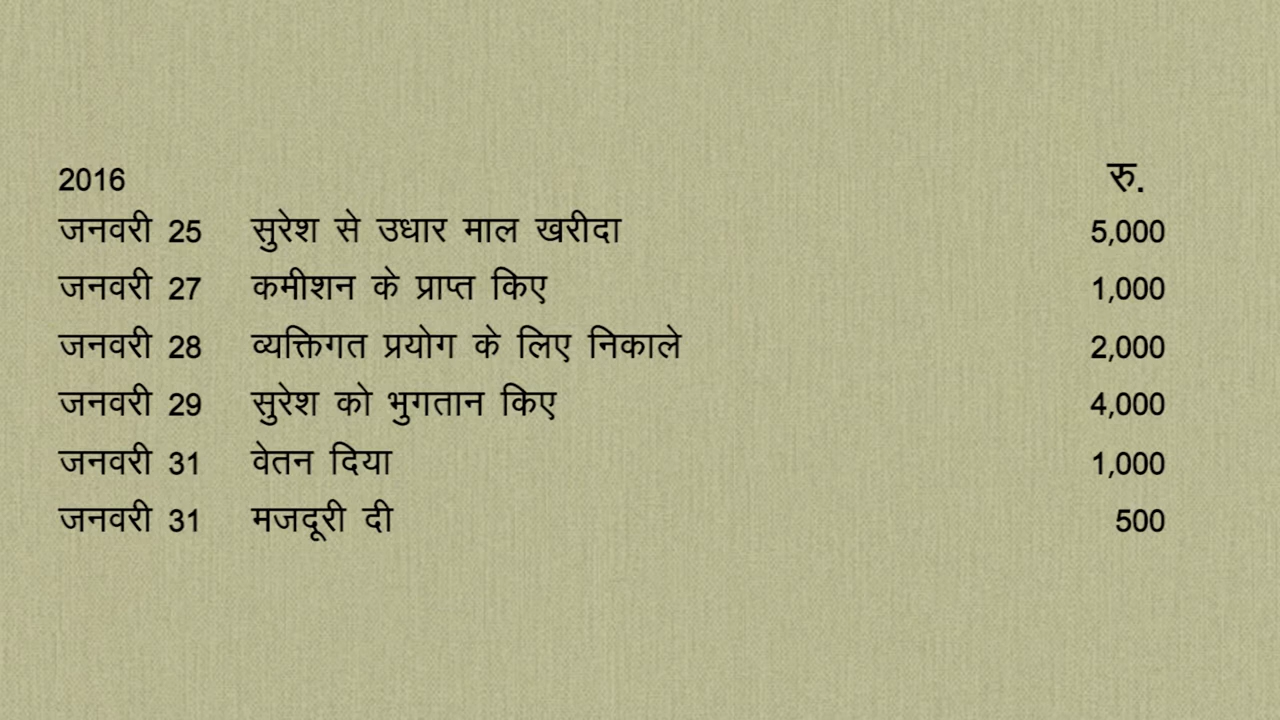 2016 रु.
जनवरी 25 सुरेश से उधार माल खरीदा 5,000
जनवरी 27 कमीशन के प्राप्त किए 1,000
जनवरी 28 व्यक्तिगत प्रयोग के लिए निकाले 2,000
जनवरी 29 सुरेश को भुगतान किए 4,000
जनवरी 31 वेतन दिया 1,000
जनवरी 31 मजदूरी दी 500